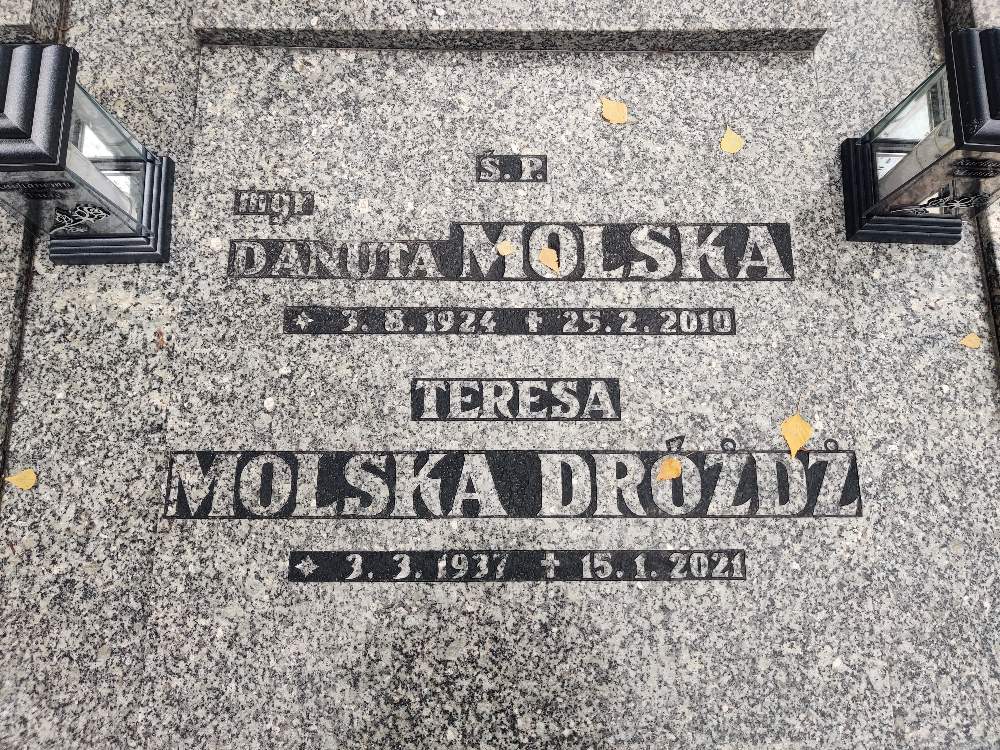 Ś. P.
mgr
DANUTA MOLSKA
✦ 3. 8. 1924 ✝ 25. 2. 2010
TERESA
MOLSKA DRÓŻDŻ
✦ 3. 3. 1937 ✝ 15. 1. 2021